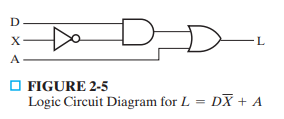 D
X
A
L
FIGURE 2-5
Logic Circuit Diagram for L = DX̅ + A